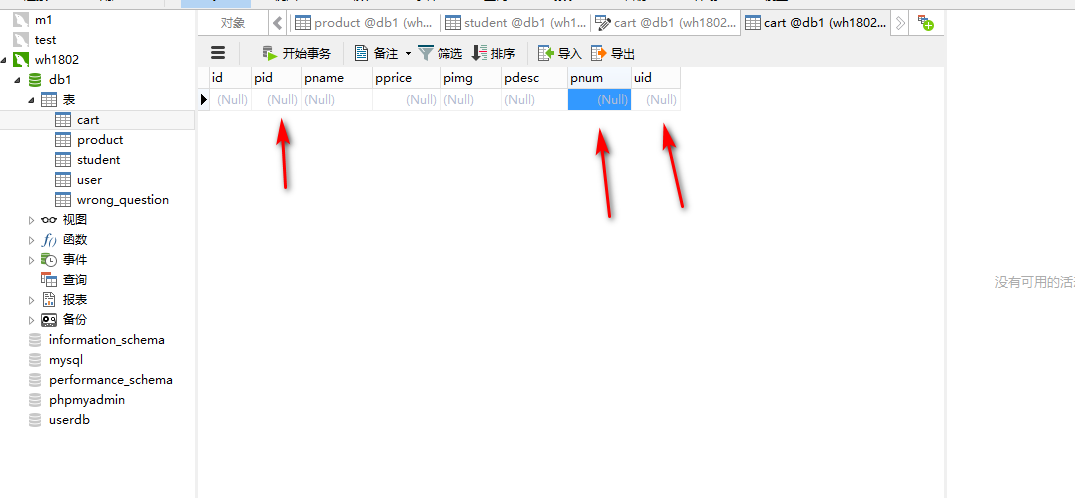 m1
test
wh1802
db1
表
cart
product
student
user
wrong_question
视图
函数
事件
查询
报表
备份
information_schema
mysql
performance_schema
phpmyadmin
userdb
对象 product @db1 (wh... student @db1 (wh1... cart @db1 (wh1802... cart @db1 (wh1802...
开始事务 备注 筛选 排序 导入 导出
id pid pname pprice pimg pdesc pnum uid
(Null) (Null) (Null) (Null) (Null) (Null) (Null) (Null)
没有可用的活